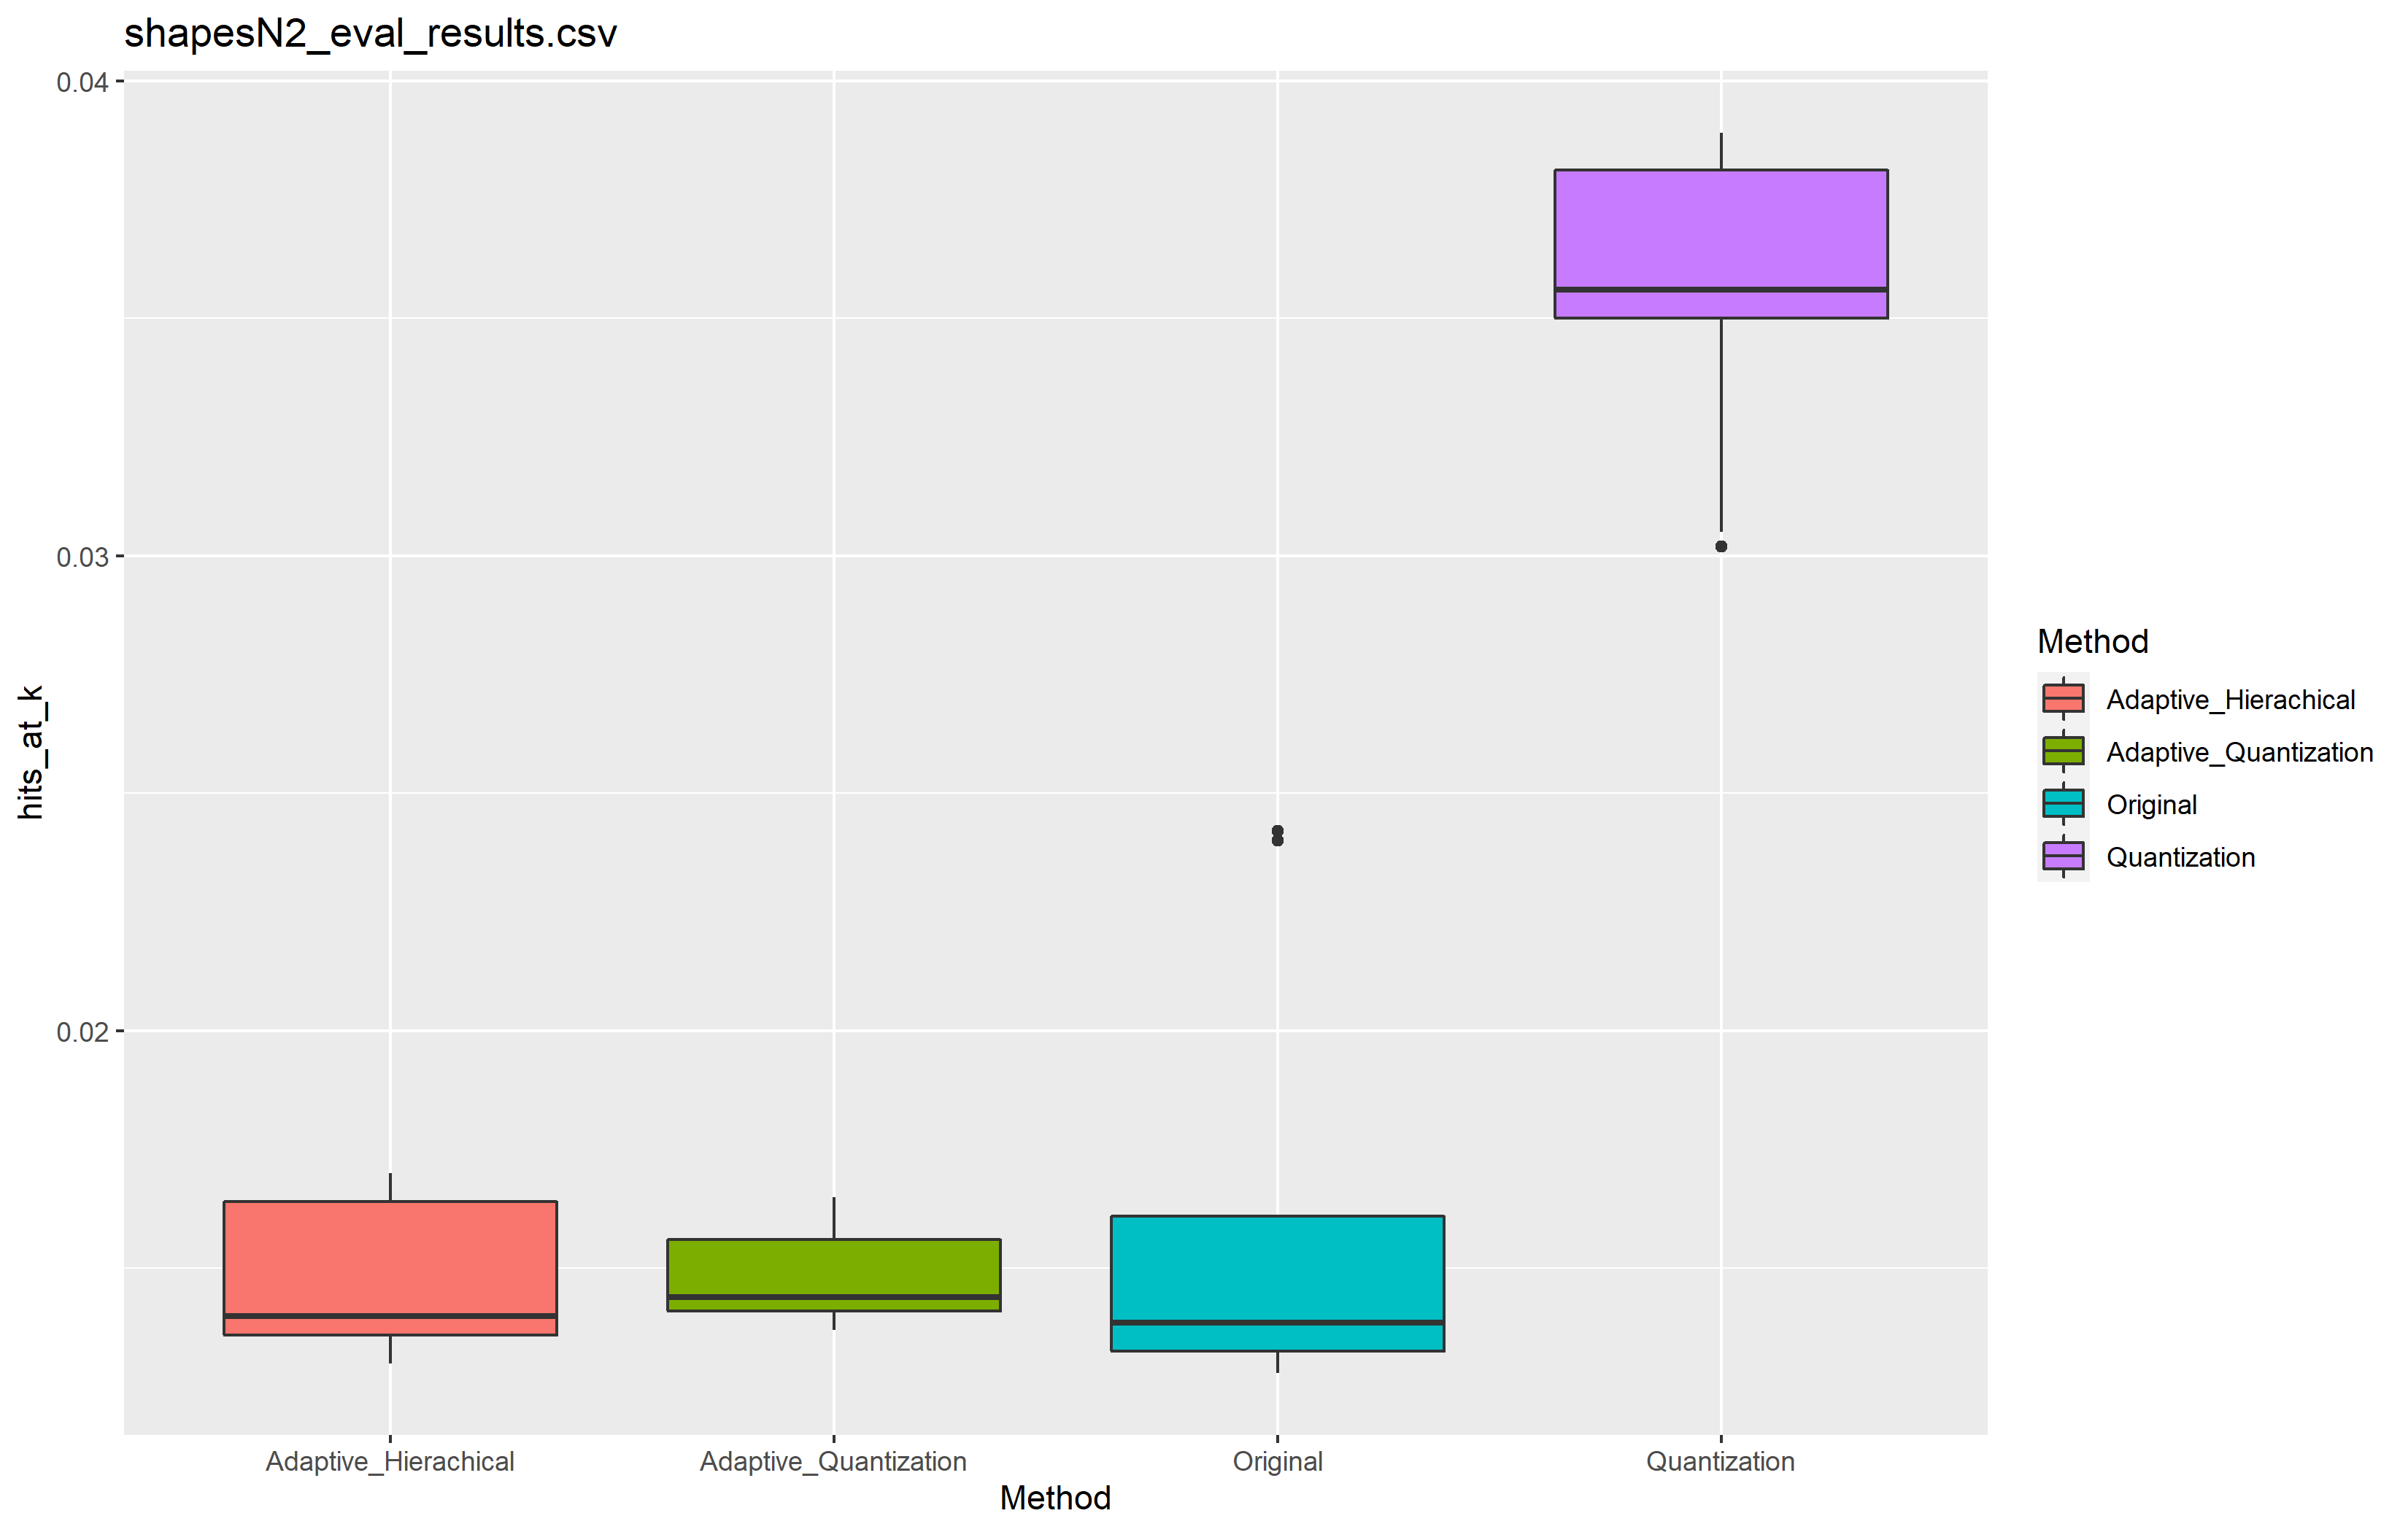 shapesN2_eval_results.csv
0.04
0.03
0.02
hits_at_k
Adaptive_Hierachical
Adaptive_Quantization
Original
Quantization
Method
Method
Adaptive_Hierachical
Adaptive_Quantization
Original
Quantization